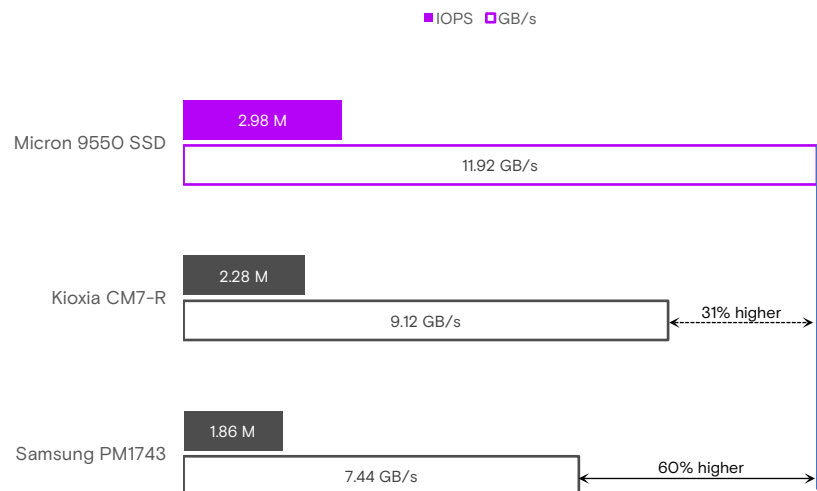 IOPS GB/s
2.98 M
Micron 9550 SSD
11.92 GB/s
2.28 M
Kioxia CM7-R
9.12 GB/s
31% higher
1.86 M
Samsung PM1743
7.44 GB/s
60% higher